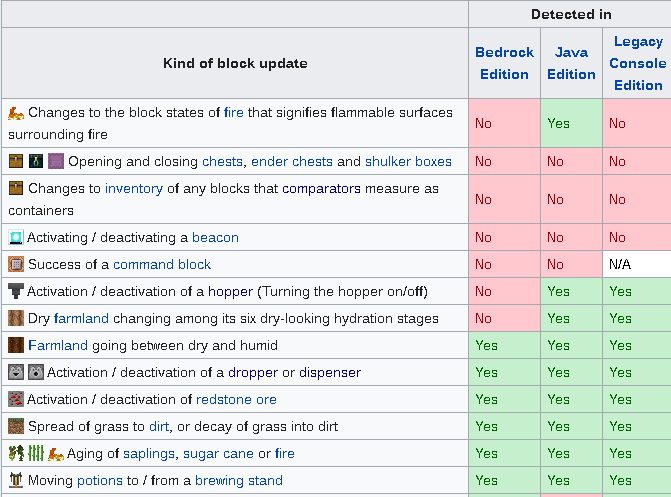 Detected in
Kind of block update
Bedrock Edition
Java Edition
Legacy Console Edition
Changes to the block states of fire that signifies flammable surfaces
surrounding fire
No Yes No
Opening and closing chests, ender chests and shulker boxes No No No
Changes to inventory of any blocks that comparators measure as
containers
No No No
Activating / deactivating a beacon No No No
Success of a command block No No N/A
Activation / deactivation of a hopper (Turning the hopper on/off) No Yes Yes
Dry farmland changing among its six dry-looking hydration stages No Yes Yes
Farmland going between dry and humid Yes Yes Yes
Activation / deactivation of a dropper or dispenser Yes Yes Yes
Activation / deactivation of redstone ore Yes Yes Yes
Spread of grass to dirt, or decay of grass into dirt Yes Yes Yes
Aging of saplings, sugar cane or fire Yes Yes Yes
Moving potions to / from a brewing stand Yes Yes Yes